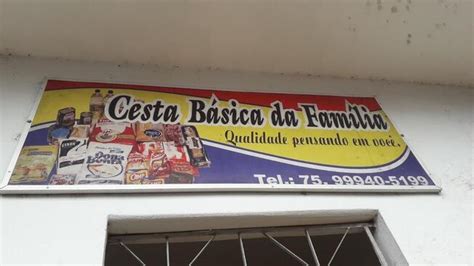 Cesta Básica da Família
Qualidade pensando em você.
Tel.: 75. 99940-5199